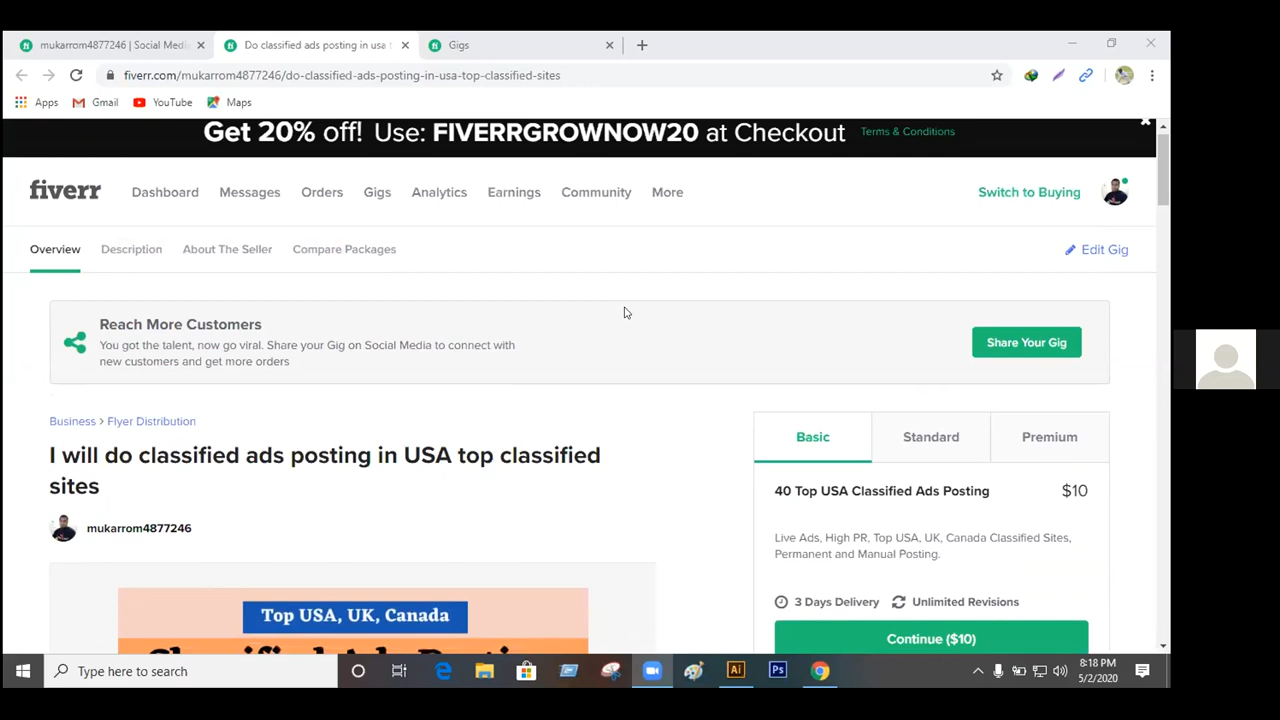 mukarrom4877246 | Social Media
Do classified ads posting in usa t
Gigs
fiverr.com/mukarrom4877246/do-classified-ads-posting-in-usa-top-classified-sites
Apps Gmail YouTube Maps
Get 20% off! Use: FIVERRGROWNOW20 at Checkout Terms & Conditions
fiverr Dashboard Messages Orders Gigs Analytics Earnings Community More Switch to Buying
Overview Description About The Seller Compare Packages Edit Gig
Reach More Customers
You got the talent, now go viral. Share your Gig on Social Media to connect with
new customers and get more orders
Share Your Gig
Business > Flyer Distribution
I will do classified ads posting in USA top classified
sites
mukarrom4877246
Top USA, UK, Canada
Basic Standard Premium
40 Top USA Classified Ads Posting $10
Live Ads, High PR, Top USA, UK, Canada Classified Sites,
Permanent and Manual Posting.
3 Days Delivery Unlimited Revisions
Continue ($10)
Type here to search
Ai
Ps
8:18 PM
5/2/2020